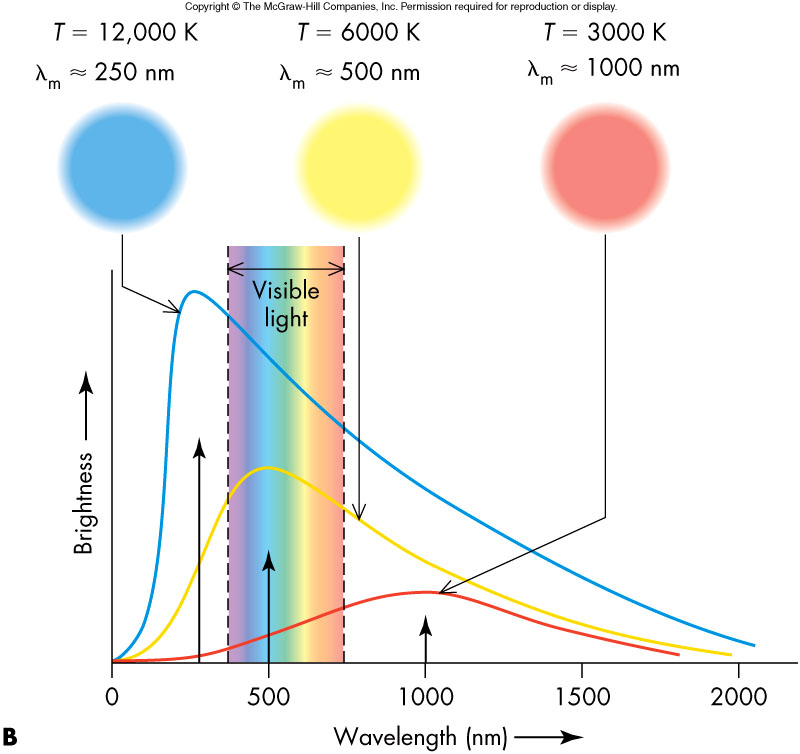 Copyright © The McGraw-Hill Companies, Inc. Permission required for reproduction or display.
T = 12,000 K
λm ≈ 250 nm
T = 6000 K
λm ≈ 500 nm
T = 3000 K
λm ≈ 1000 nm
Visible
light
Brightness
0 500 1000 1500 2000
Wavelength (nm)
B